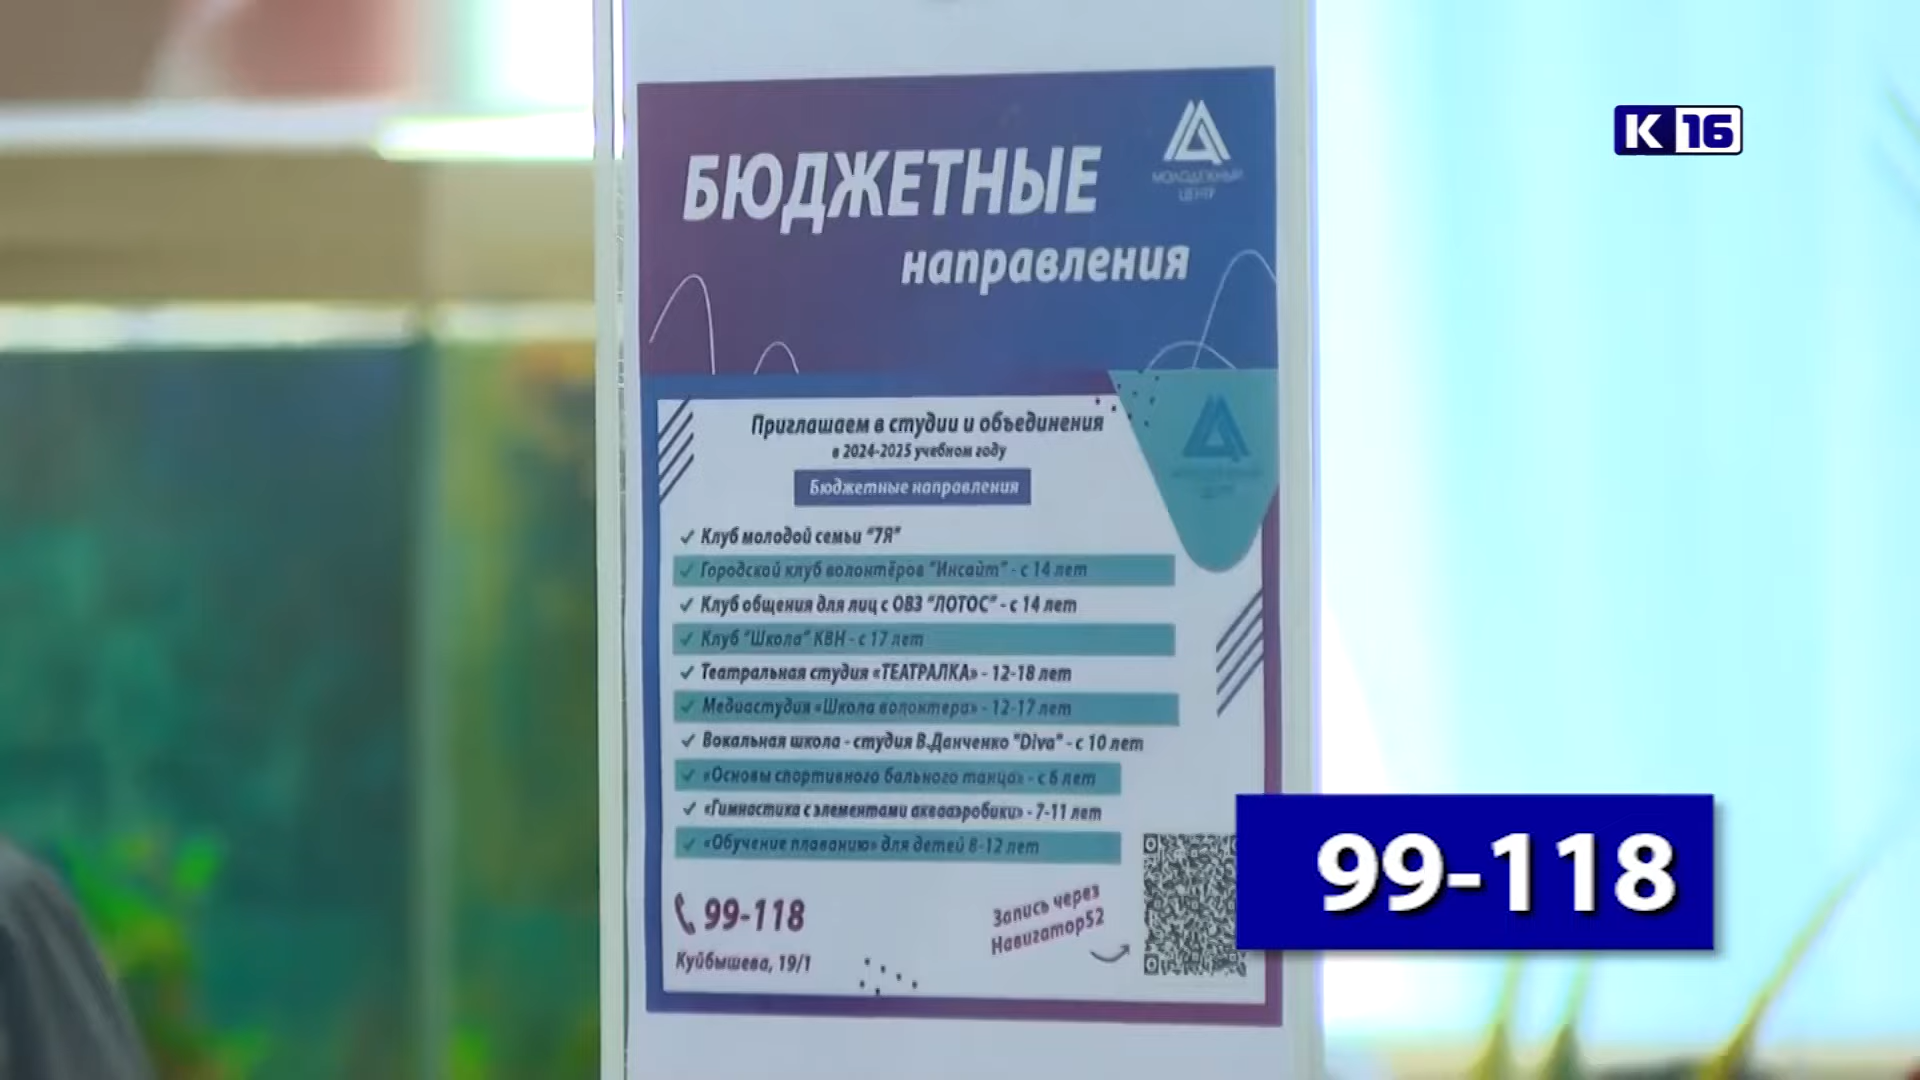 К 16
БЮДЖЕТНЫЕ
направления
МОЛОДЕЖНЫЙ
ЦЕНТР
Приглашаем в студии и объединения
в 2024-2025 учебном году
Бюджетные направления
Клуб молодой семьи "7Я"
Городской клуб волонтёров "Инсайт" - с 14 лет
Клуб общения для лиц с ОВЗ "ЛОТОС" - с 14 лет
Клуб "Школа" КВН - с 17 лет
Театральная студия «ТЕАТРАЛКА» - 12-18 лет
Медиастудия «Школа волонтера» - 12-17 лет
Вокальная школа - студия В.Данченко "Diva" - с 10 лет
«Основы спортивного бального танца» - с 6 лет
«Гимнастика с элементами аквааэробики» - 7-11 лет
«Обучение плаванию» для детей 8-12 лет
99-118
Куйбышева, 19/1
Запись через
Навигатор52
99-118